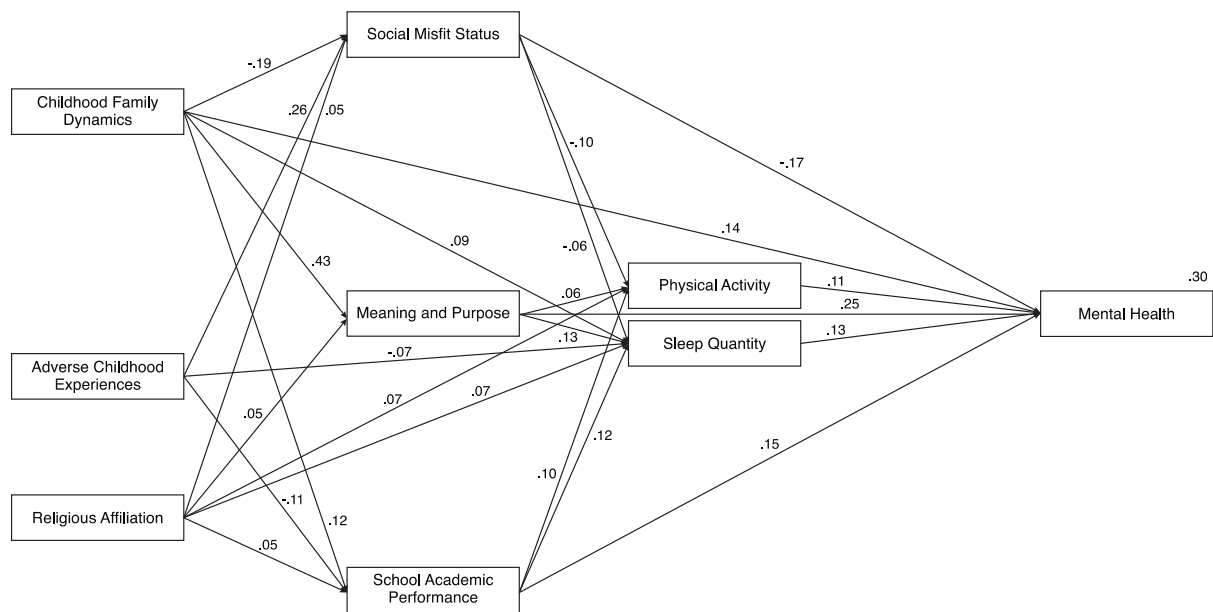 Social Misfit Status
-.19
Childhood Family
Dynamics
.26
.05
-.10
-.17
.09
-.06
.14
.43
Physical Activity
.11
.30
Meaning and Purpose
.06
.25
Mental Health
.13
Sleep Quantity
.13
-.07
Adverse Childhood
Experiences
.05
.07
.07
.12
.15
.10
-.11
Religious Affiliation
.12
.05
School Academic
Performance